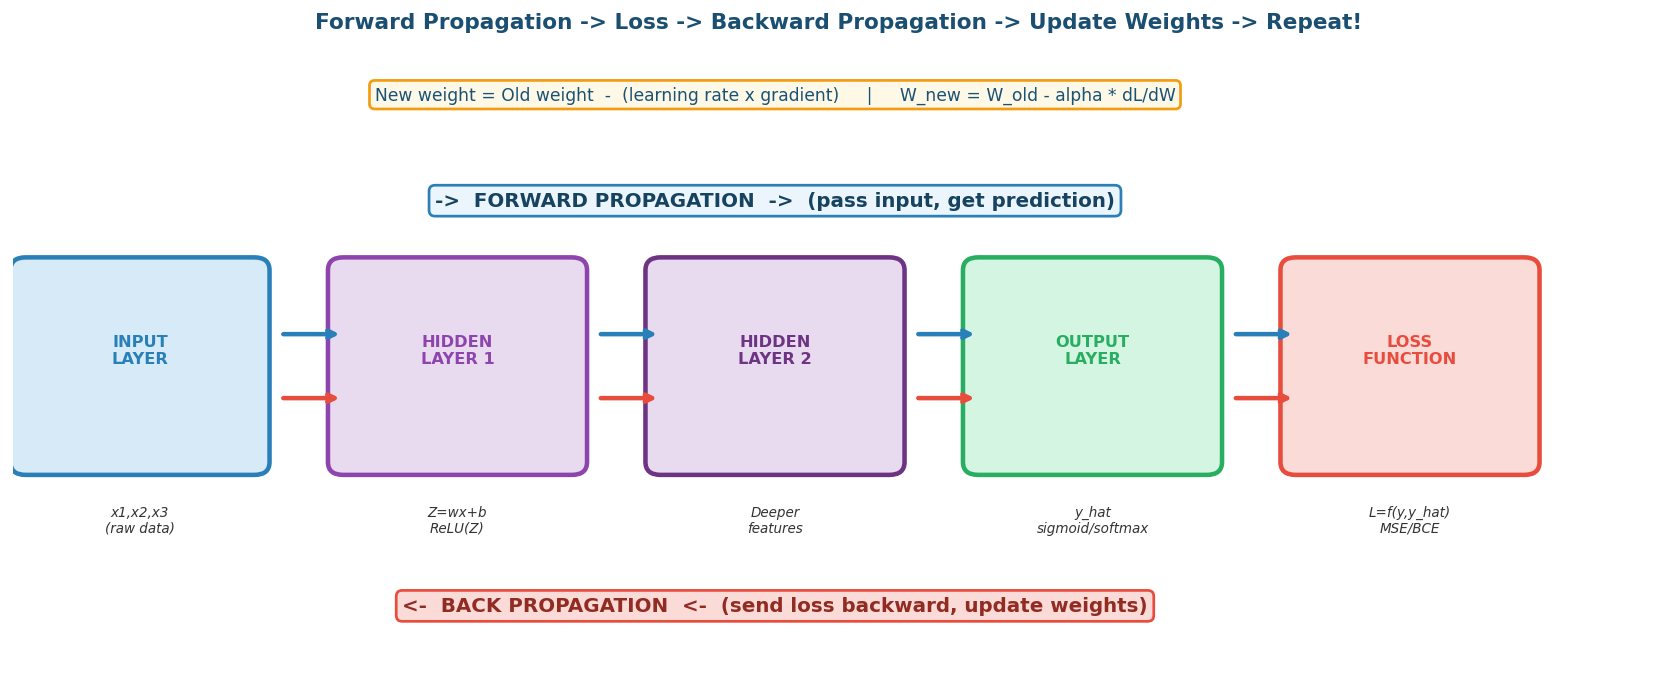 Forward Propagation -> Loss -> Backward Propagation -> Update Weights -> Repeat!
New weight = Old weight  -  (learning rate x gradient)     |     W_new = W_old - alpha * dL/dW
->  FORWARD PROPAGATION  ->  (pass input, get prediction)
INPUT
LAYER
HIDDEN
LAYER 1
HIDDEN
LAYER 2
OUTPUT
LAYER
LOSS
FUNCTION
x1,x2,x3
(raw data)
Z=wx+b
ReLU(Z)
Deeper
features
y_hat
sigmoid/softmax
L=f(y,y_hat)
MSE/BCE
<-  BACK PROPAGATION  <-  (send loss backward, update weights)